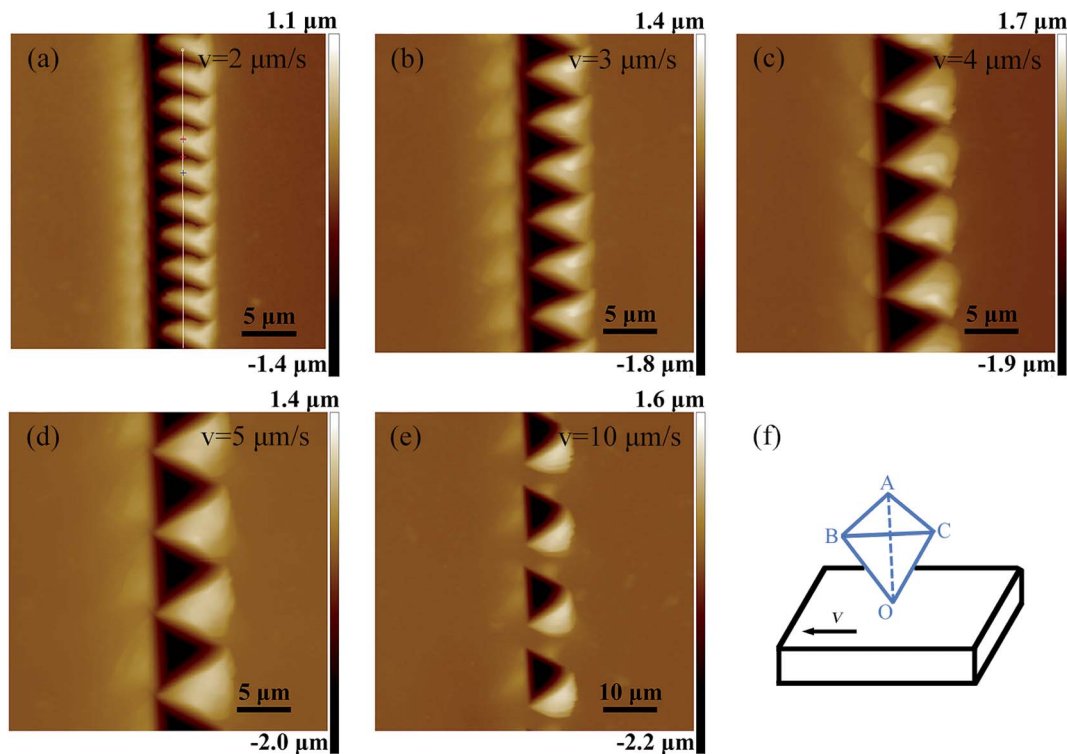 1.1 μm
1.4 μm
1.7 μm
(a) v=2 μm/s
(b) v=3 μm/s
(c) v=4 μm/s
5 μm
5 μm
5 μm
-1.4 μm
-1.8 μm
-1.9 μm
1.4 μm
1.6 μm
(d) v=5 μm/s
(e) v=10 μm/s
(f)
A
B
C
O
V
5 μm
10 μm
-2.0 μm
-2.2 μm